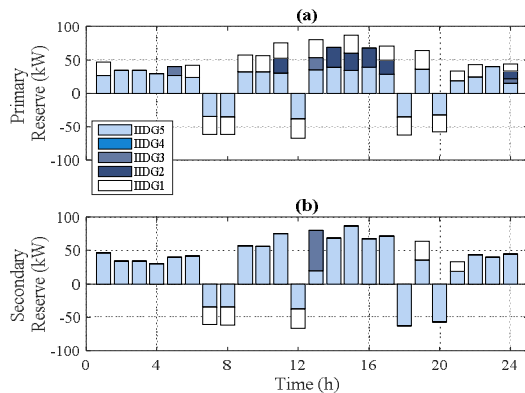 (a)
Primary
Reserve (kW)
100
50
0
-50
-100
IIDG5
IIDG4
IIDG3
IIDG2
IIDG1
(b)
Secondary
Reserve (kW)
100
50
0
-50
-100
0 4 8 12 16 20 24
Time (h)